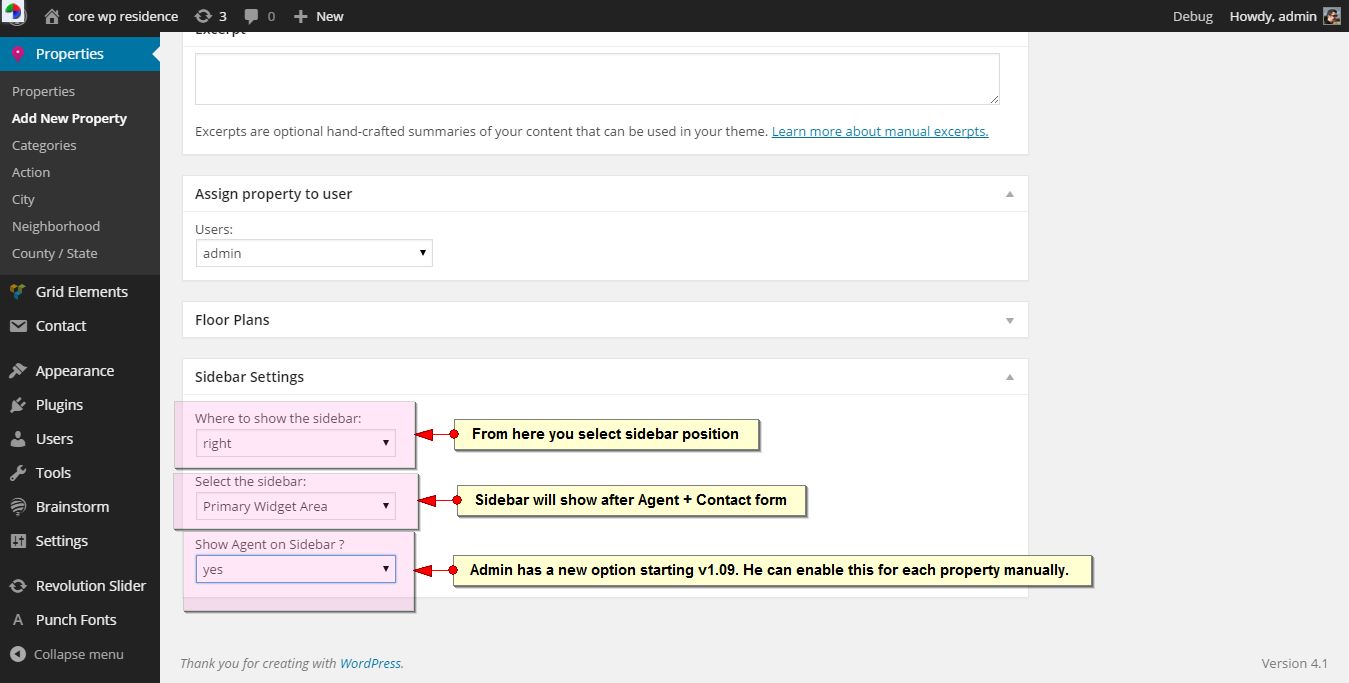 core wp residence 3 0 New Debug Howdy, admin
Properties
Properties
Add New Property
Categories
Action
City
Neighborhood
County / State
Grid Elements
Contact
Appearance
Plugins
Users
Tools
Brainstorm
Settings
Revolution Slider
Punch Fonts
Collapse menu
Excerpt
Excerpts are optional hand-crafted summaries of your content that can be used in your theme. Learn more about manual excerpts.
Assign property to user
Users:
admin
Floor Plans
Sidebar Settings
Where to show the sidebar:
right
From here you select sidebar position
Select the sidebar:
Primary Widget Area
Sidebar will show after Agent + Contact form
Show Agent on Sidebar ?
yes
Admin has a new option starting v1.09. He can enable this for each property manually.
Thank you for creating with WordPress.
Version 4.1